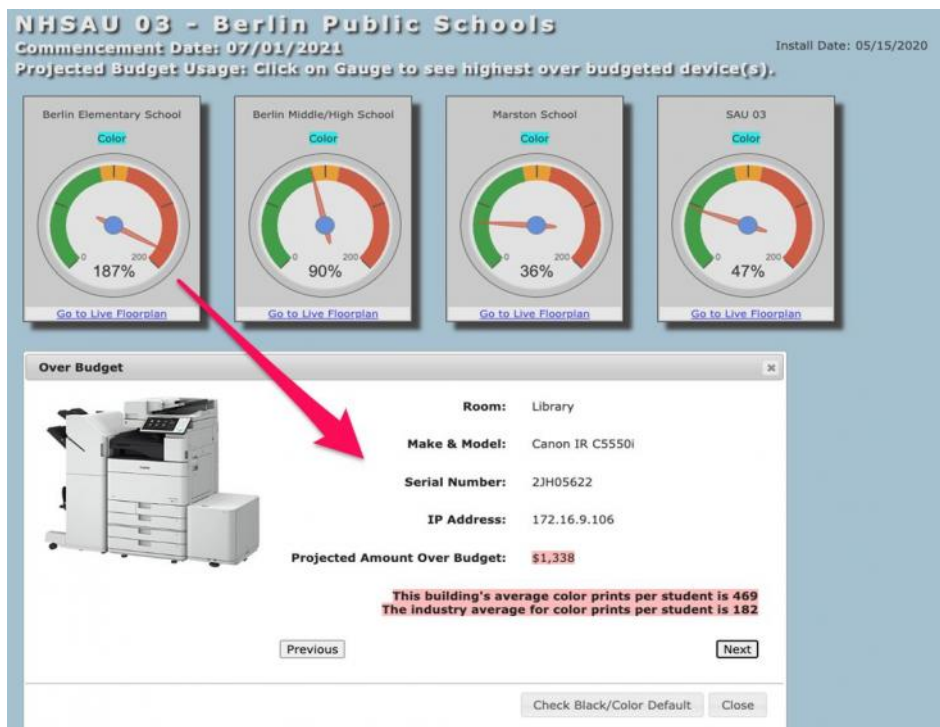 NHSAU 03 - Berlin Public Schools
Commencement Date: 07/01/2021
Install Date: 05/15/2020
Projected Budget Usage: Click on Gauge to see highest over budgeted device(s).
Berlin Elementary School
Color
0 200
187%
Go to Live Floorplan
Berlin Middle/High School
Color
0 200
90%
Go to Live Floorplan
Marston School
Color
0 200
36%
Go to Live Floorplan
SAU 03
Color
0 200
47%
Go to Live Floorplan
Over Budget
Room: Library
Make & Model: Canon IR C5550i
Serial Number: 2JH05622
IP Address: 172.16.9.106
Projected Amount Over Budget: $1,338
This building's average color prints per student is 469
The industry average for color prints per student is 182
Previous Next
Check Black/Color Default Close